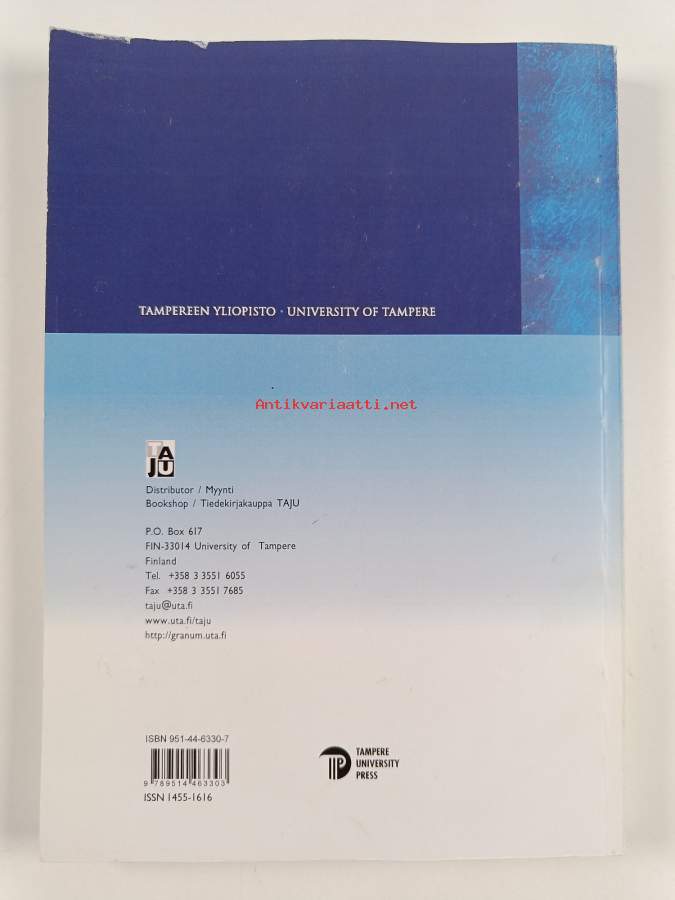 TAMPEREEN YLIOPISTO · UNIVERSITY OF TAMPERE
Antikvariaatti.net
TAJU
Distributor / Myynti
Bookshop / Tiedekirjakauppa TAJU
P.O. Box 617
FIN-33014 University of Tampere
Finland
Tel. +358 3 3551 6055
Fax +358 3 3551 7685
taju@uta.fi
www.uta.fi/taju
http://granum.uta.fi
ISBN 951-44-6330-7
9 789514 463303
ISSN 1455-1616
TAMPERE
UNIVERSITY
PRESS